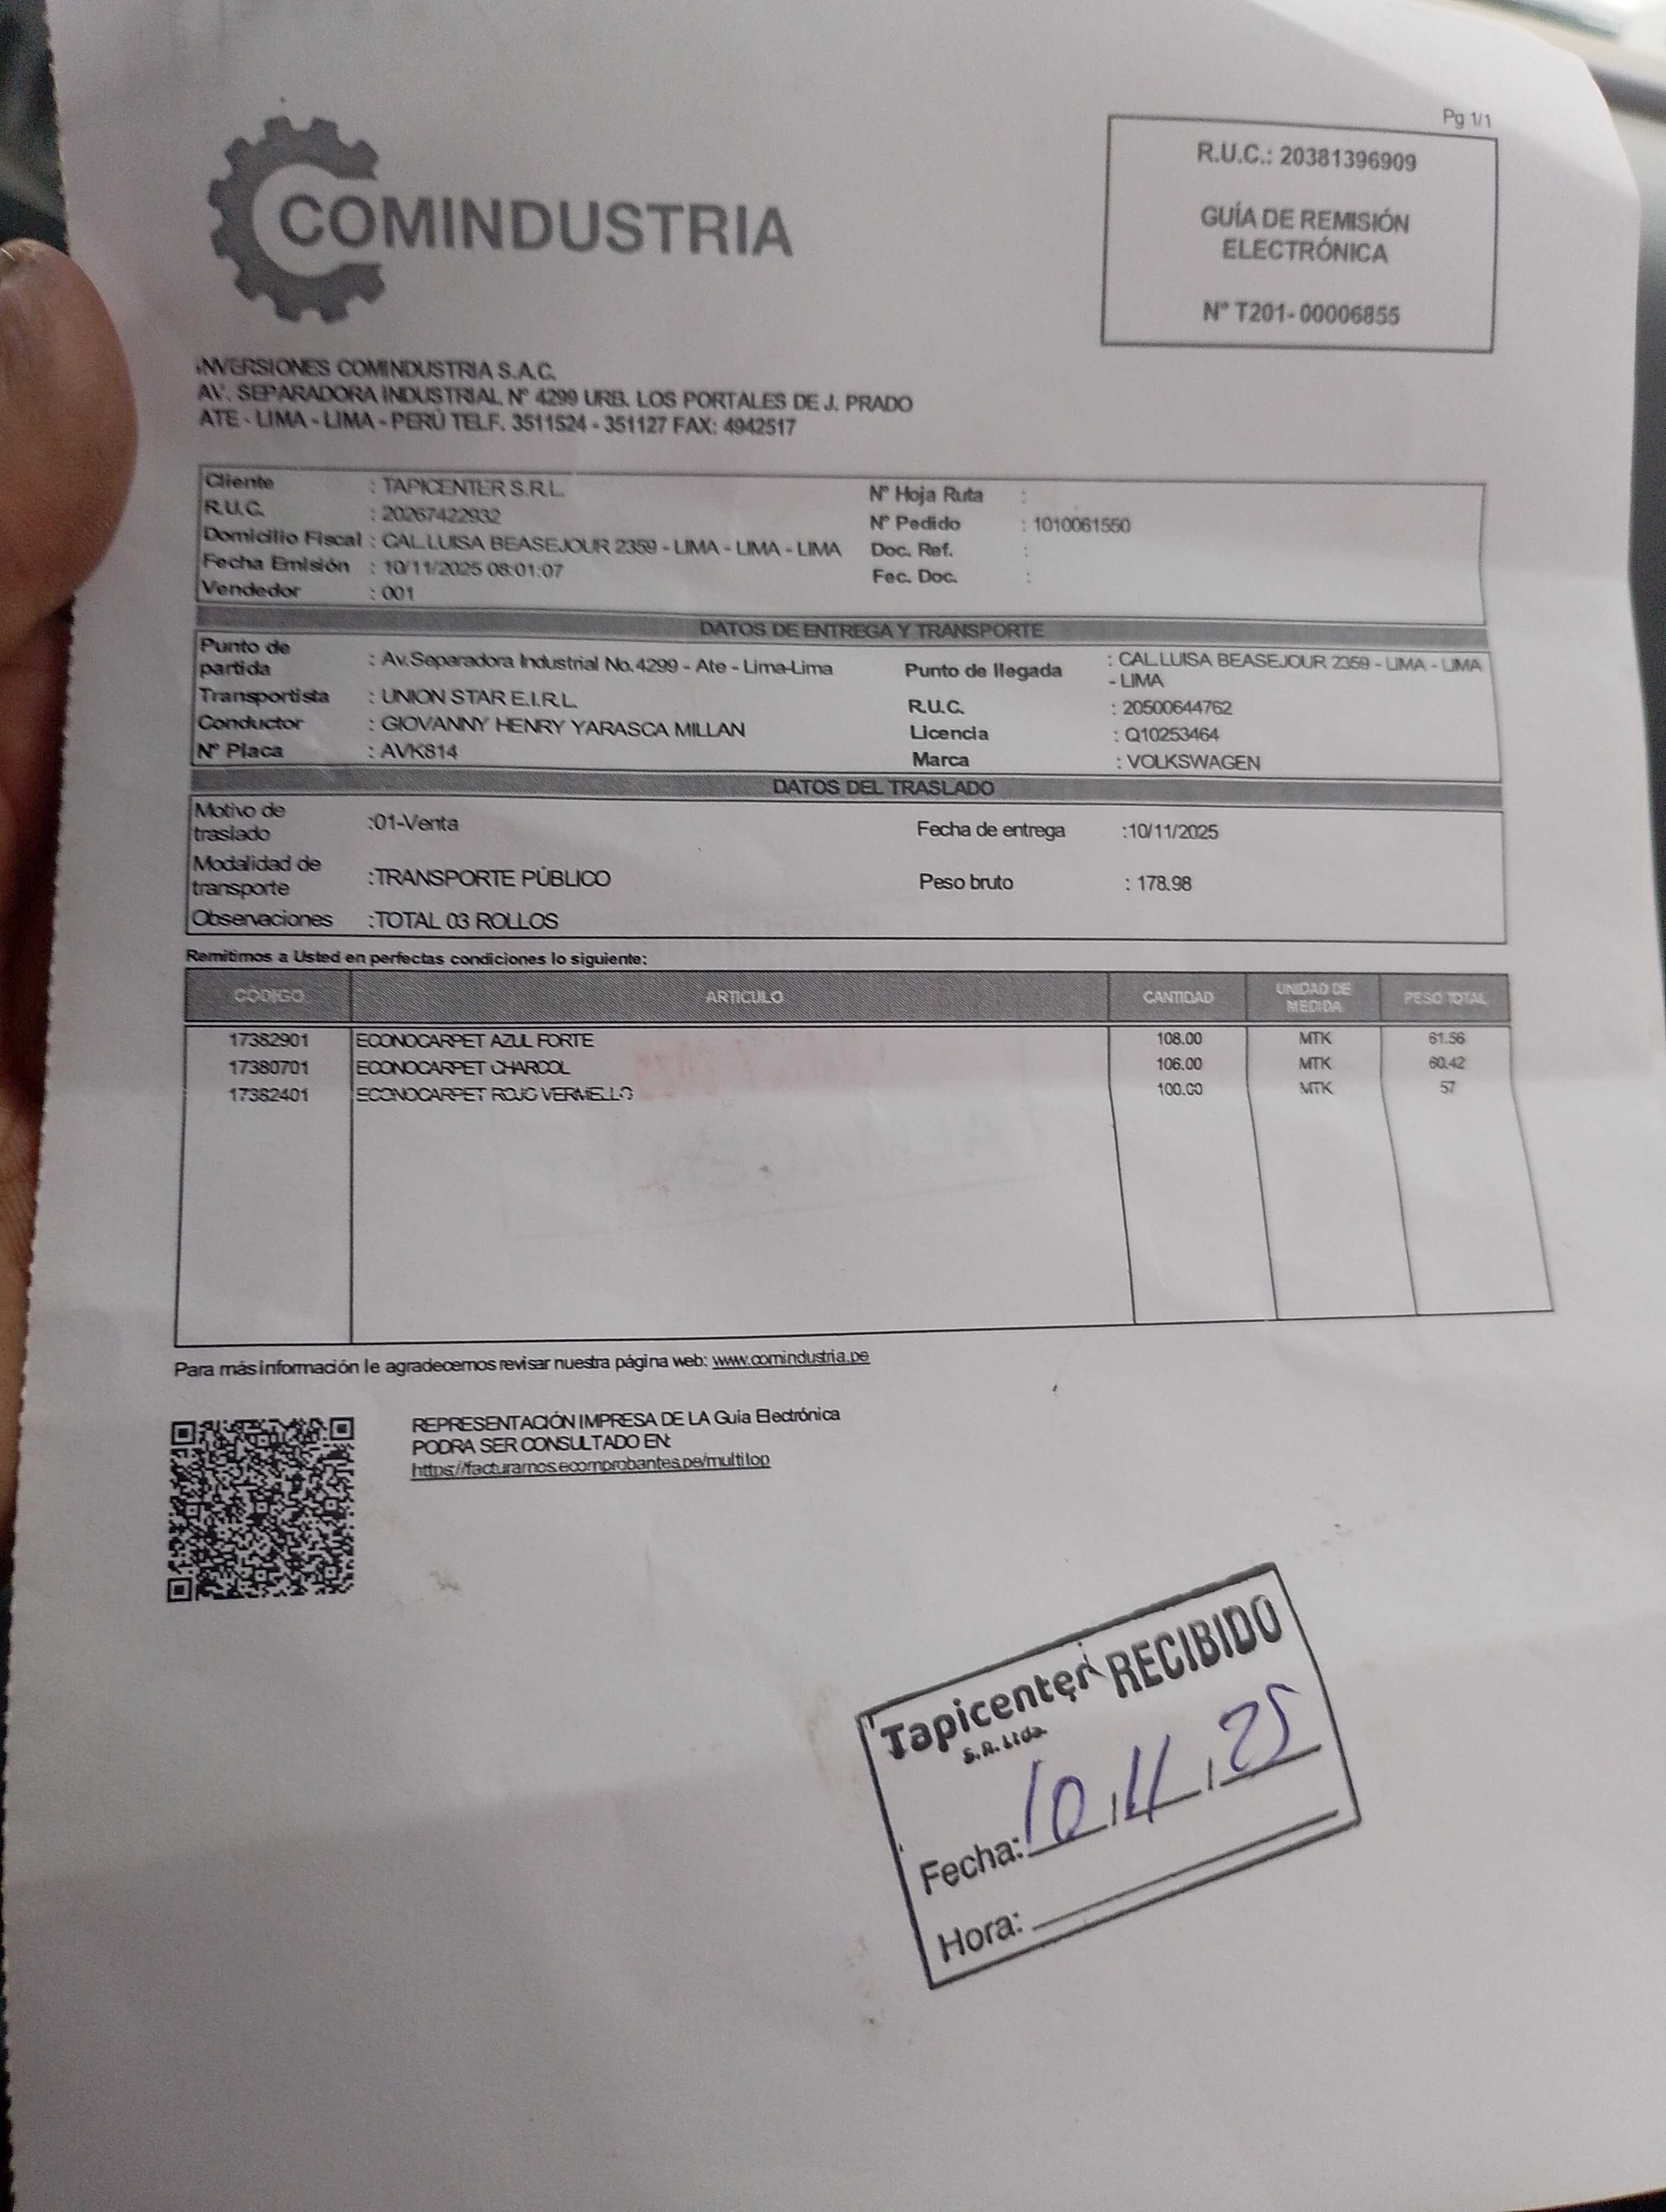 Pg 1/1
COMINDUSTRIA
R.U.C.: 20381396909
GUÍA DE REMISIÓN
ELECTRÓNICA
N° T201-00006855
INVERSIONES COMINDUSTRIA S.A.C.
AV. SEPARADORA INDUSTRIAL N° 4299 URB. LOS PORTALES DE J. PRADO
ATE - LIMA - LIMA - PERÚ TELF. 3511524 - 351127 FAX: 4942517
Cliente : TAPICENTER S.R.L.
R.U.C. : 20267422932
Domicilio Fiscal : CAL.LUISA BEASEJOUR 2359 - LIMA - LIMA - LIMA
Fecha Emisión : 10/11/2025 08:01:07
Vendedor : 001
N° Hoja Ruta :
N° Pedido : 1010061550
Doc. Ref. :
Fec. Doc. :
DATOS DE ENTREGA Y TRANSPORTE
Punto de
partida : Av.Separadora Industrial No.4299 - Ate - Lima-Lima
Transportista : UNION STAR E.I.R.L.
Conductor : GIOVANNY HENRY YARASCA MILLAN
N° Placa : AVK814
Punto de llegada : CAL.LUISA BEASEJOUR 2359 - LIMA - LIMA
- LIMA
R.U.C. : 20500644762
Licencia : Q10253464
Marca : VOLKSWAGEN
DATOS DEL TRASLADO
Motivo de
traslado :01-Venta
Fecha de entrega :10/11/2025
Modalidad de
transporte :TRANSPORTE PÚBLICO
Peso bruto : 178.98
Observaciones :TOTAL 03 ROLLOS
Remitimos a Usted en perfectas condiciones lo siguiente:
CÓDIGO ARTICULO CANTIDAD UNIDAD DE MEDIDA PESO TOTAL
17382901 ECONOCARPET AZUL FORTE 108.00 MTK 61.56
17380701 ECONOCARPET CHARCOL 106.00 MTK 60.42
17382401 ECONOCARPET ROJO VERMELLO 100.00 MTK 57
Para más información le agradecemos revisar nuestra página web: www.comindustria.pe
REPRESENTACIÓN IMPRESA DE LA Guía Electrónica
PODRA SER CONSULTADO EN:
https://facturamos.ecomprobantes.pe/multitop
Tapicenter RECIBIDO
S.R. Ltda.
Fecha: 10/11/25
Hora: